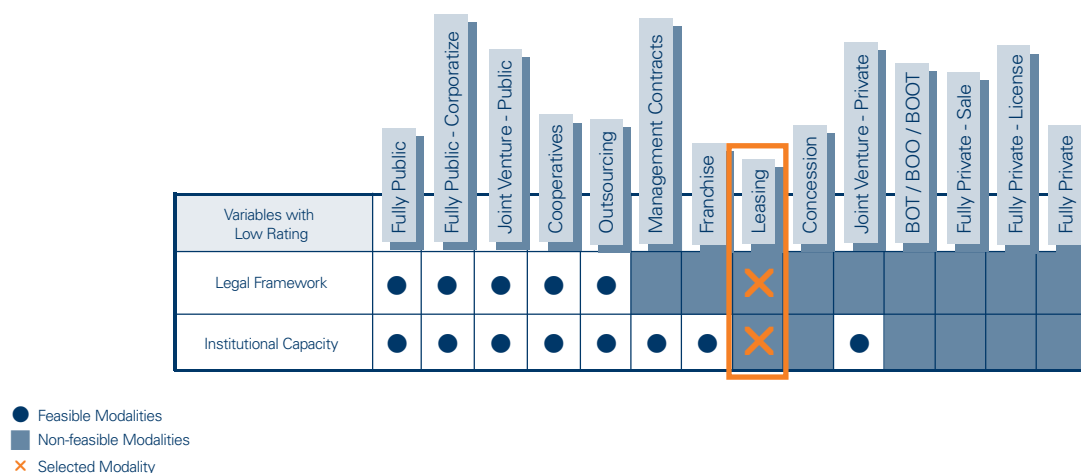 Fully Public
Fully Public - Corporatize
Joint Venture - Public
Cooperatives
Outsourcing
Management Contracts
Franchise
Leasing
Concession
Joint Venture - Private
BOT / BOO / BOOT
Fully Private - Sale
Fully Private - License
Fully Private
Variables with
Low Rating
Legal Framework
Institutional Capacity
Feasible Modalities
Non-feasible Modalities
Selected Modality